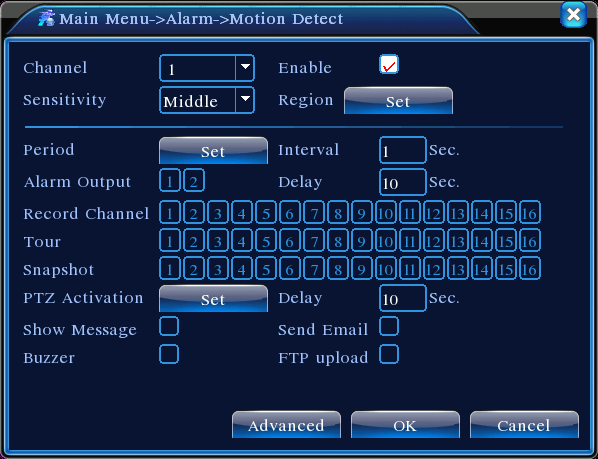 Main Menu->Alarm->Motion Detect
Channel 1 Enable
Sensitivity Middle Region Set
Period Set Interval 1 Sec.
Alarm Output 1 2 Delay 10 Sec.
Record Channel 1 2 3 4 5 6 7 8 9 10 11 12 13 14 15 16
Tour 1 2 3 4 5 6 7 8 9 10 11 12 13 14 15 16
Snapshot 1 2 3 4 5 6 7 8 9 10 11 12 13 14 15 16
PTZ Activation Set Delay 10 Sec.
Show Message Send Email
Buzzer FTP upload
Advanced OK Cancel